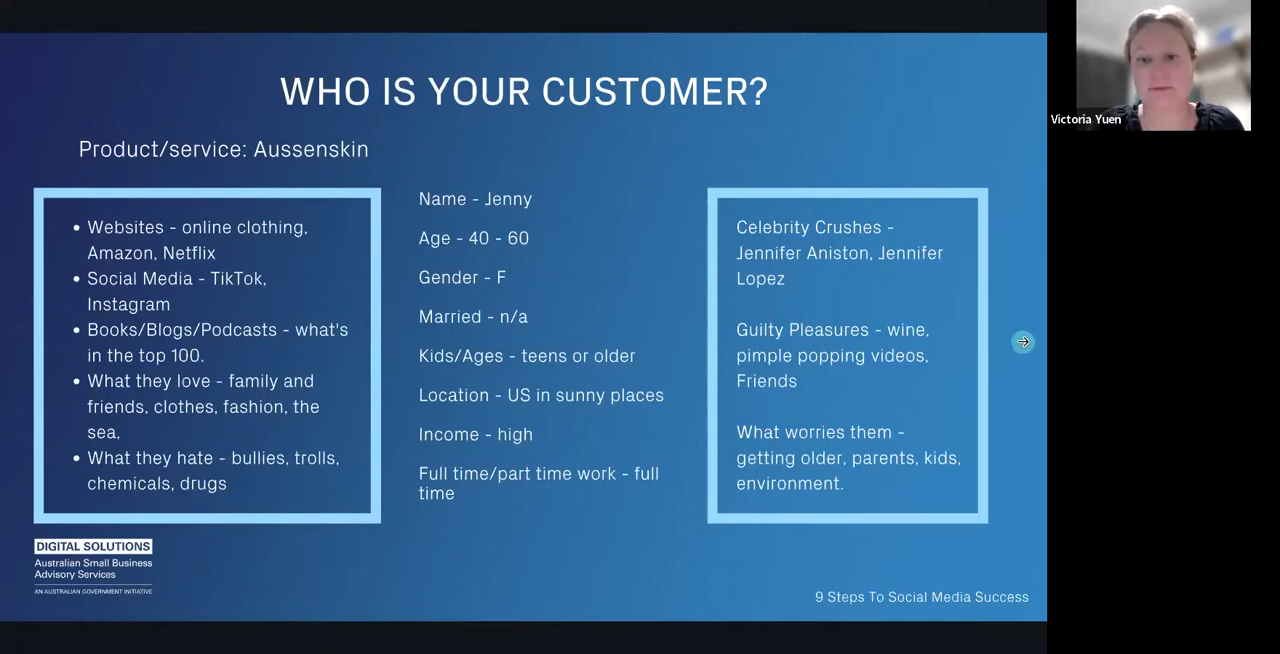 WHO IS YOUR CUSTOMER?
Product/service: Aussenskin
Websites - online clothing,
Amazon, Netflix
Social Media - TikTok,
Instagram
Books/Blogs/Podcasts - what's
in the top 100.
What they love - family and
friends, clothes, fashion, the
sea,
What they hate - bullies, trolls,
chemicals, drugs
Name - Jenny
Age - 40 - 60
Gender - F
Married - n/a
Kids/Ages - teens or older
Location - US in sunny places
Income - high
Full time/part time work - full
time
Celebrity Crushes -
Jennifer Aniston, Jennifer
Lopez
Guilty Pleasures - wine,
pimple popping videos,
Friends
What worries them -
getting older, parents, kids,
environment.
DIGITAL SOLUTIONS
Australian Small Business
Advisory Services
AN AUSTRALIAN GOVERNMENT INITIATIVE
9 Steps To Social Media Success
Victoria Yuen